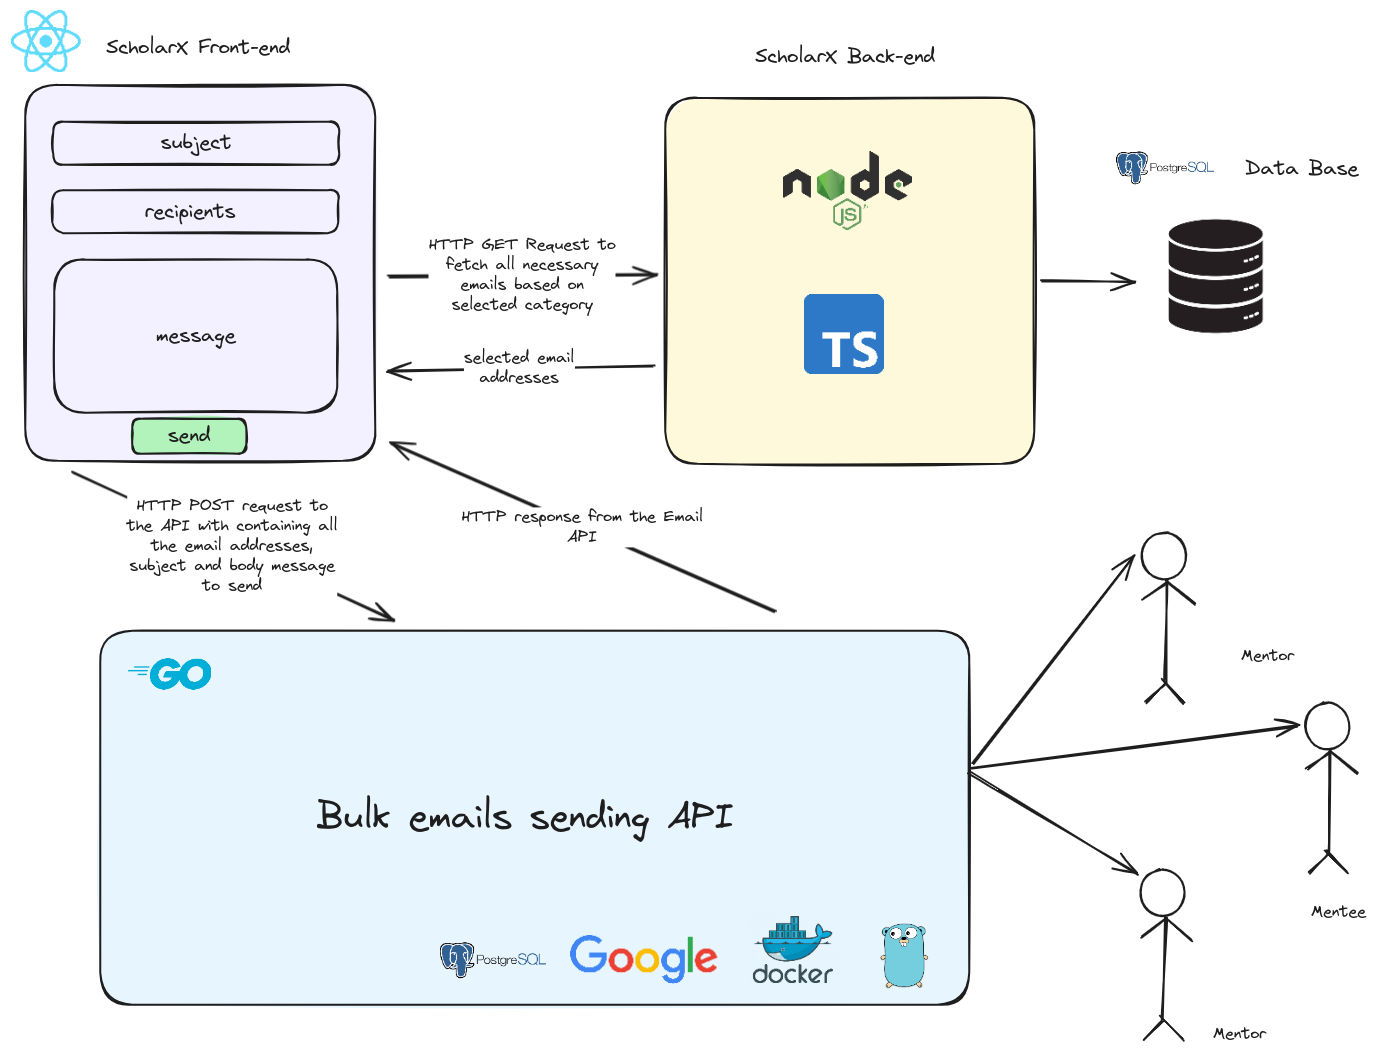 ScholarX Front-end
ScholarX Back-end
subject
recipients
message
send
HTTP GET Request to
fetch all necessary
emails based on
selected category
selected email
addresses
node
JS
TS
PostgreSQL
Data Base
HTTP POST request to
the API with containing all
the email addresses,
subject and body message
to send
HTTP response from the Email
API
GO
Bulk emails sending API
PostgreSQL
Google
docker
Mentor
Mentee
Mentor